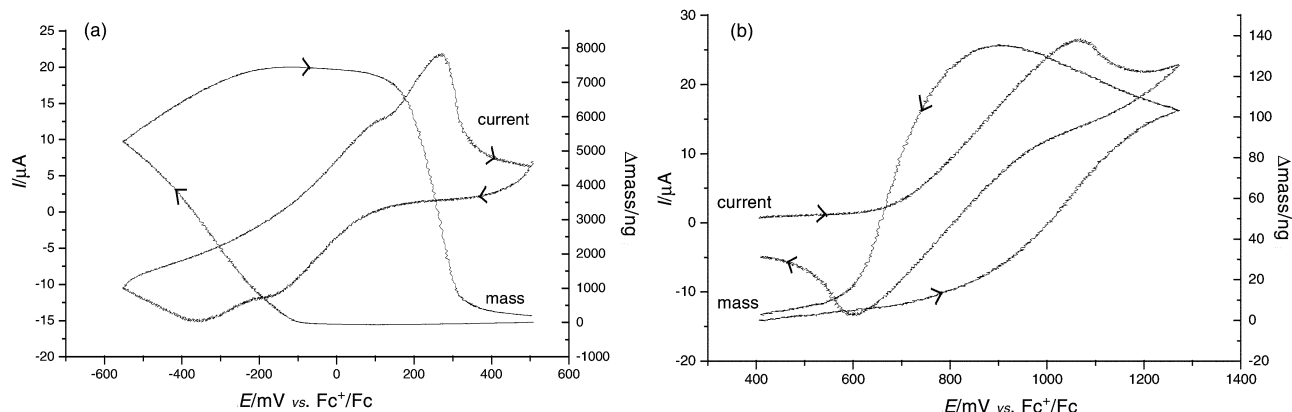 (a)
25
20
15
10
5
0
-5
-10
-15
-20
I/µA
8000
7000
6000
5000
4000
3000
2000
1000
0
-1000
Δmass/ng
current
mass
-600 -400 -200 0 200 400 600
E/mV vs. Fc⁺/Fc
(b)
30
20
10
0
-10
-20
I/µA
140
120
100
80
60
40
20
0
-20
Δmass/ng
current
mass
400 600 800 1000 1200 1400
E/mV vs. Fc⁺/Fc